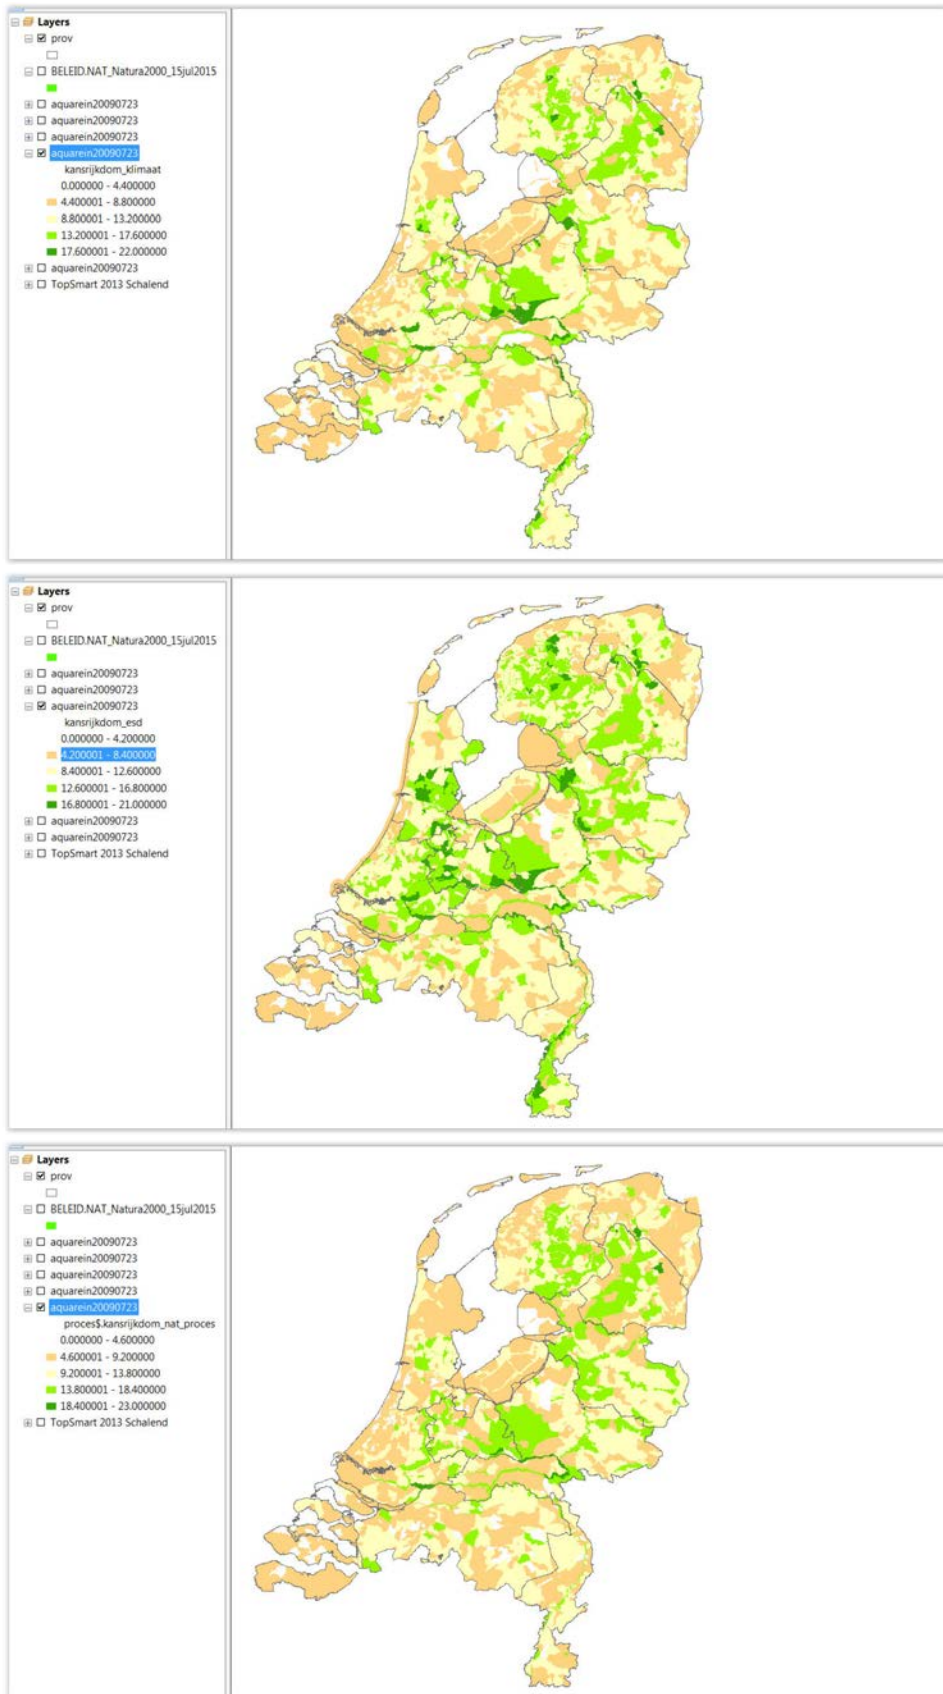 Layers
prov
BELEID.NAT_Natura2000_15jul2015
aquarein20090723
aquarein20090723
aquarein20090723
aquarein20090723
kansrijkdom_klimaat
0.000000 - 4.400000
4.400001 - 8.800000
8.800001 - 13.200000
13.200001 - 17.600000
17.600001 - 22.000000
aquarein20090723
TopSmart 2013 Schalend
Layers
prov
BELEID.NAT_Natura2000_15jul2015
aquarein20090723
aquarein20090723
aquarein20090723
kansrijkdom_esd
0.000000 - 4.200000
4.200001 - 8.400000
8.400001 - 12.600000
12.600001 - 16.800000
16.800001 - 21.000000
aquarein20090723
aquarein20090723
TopSmart 2013 Schalend
Layers
prov
BELEID.NAT_Natura2000_15jul2015
aquarein20090723
aquarein20090723
aquarein20090723
aquarein20090723
aquarein20090723
proces$.kansrijkdom_nat_proces
0.000000 - 4.600000
4.600001 - 9.200000
9.200001 - 13.800000
13.800001 - 18.400000
18.400001 - 23.000000
TopSmart 2013 Schalend